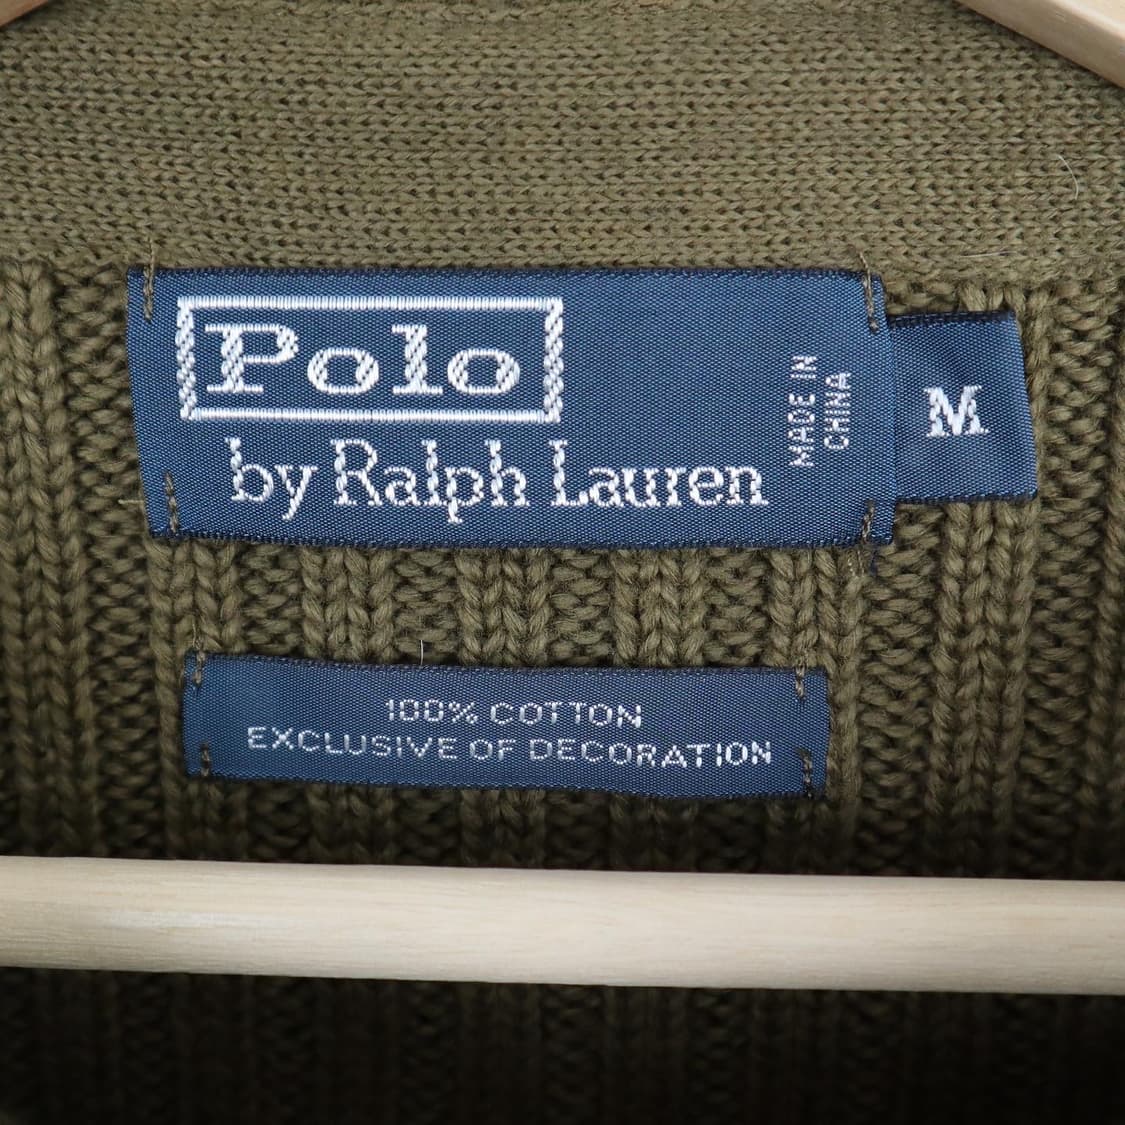 Polo
by Ralph Lauren
MADE IN
CHINA
M
100% COTTON
EXCLUSIVE OF DECORATION